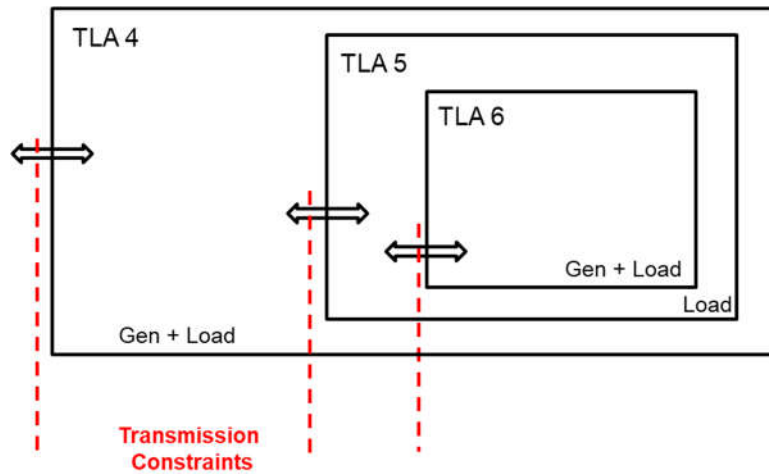 TLA 4
TLA 5
TLA 6
Gen + Load
Load
Gen + Load
Transmission
Constraints